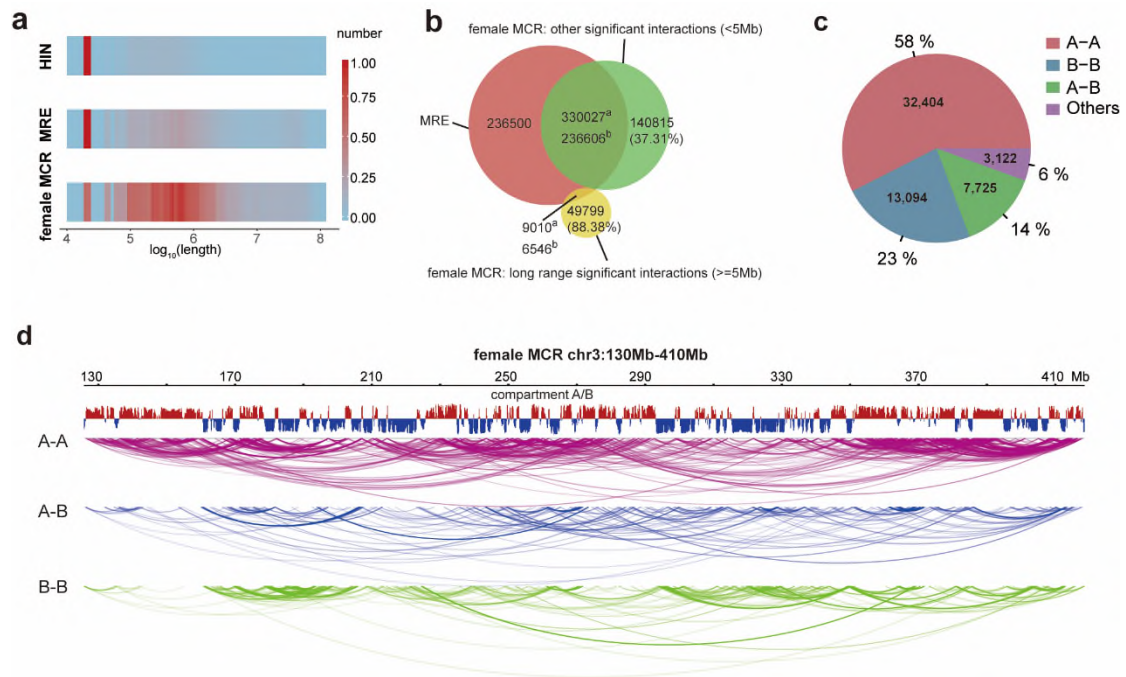 a
number
HIN
MRE
female MCR
1.00
0.75
0.50
0.25
0.00
4 5 6 7 8
log10(length)
b
female MCR: other significant interactions (<5Mb)
MRE
236500
330027a
236606b
140815
(37.31%)
9010a
6546b
49799
(88.38%)
female MCR: long range significant interactions (>=5Mb)
c
58 %
32,404
13,094
23 %
7,725
14 %
3,122
6 %
A-A
B-B
A-B
Others
d
female MCR chr3:130Mb-410Mb
130 170 210 250 290 330 370 410 Mb
compartment A/B
A-A
A-B
B-B